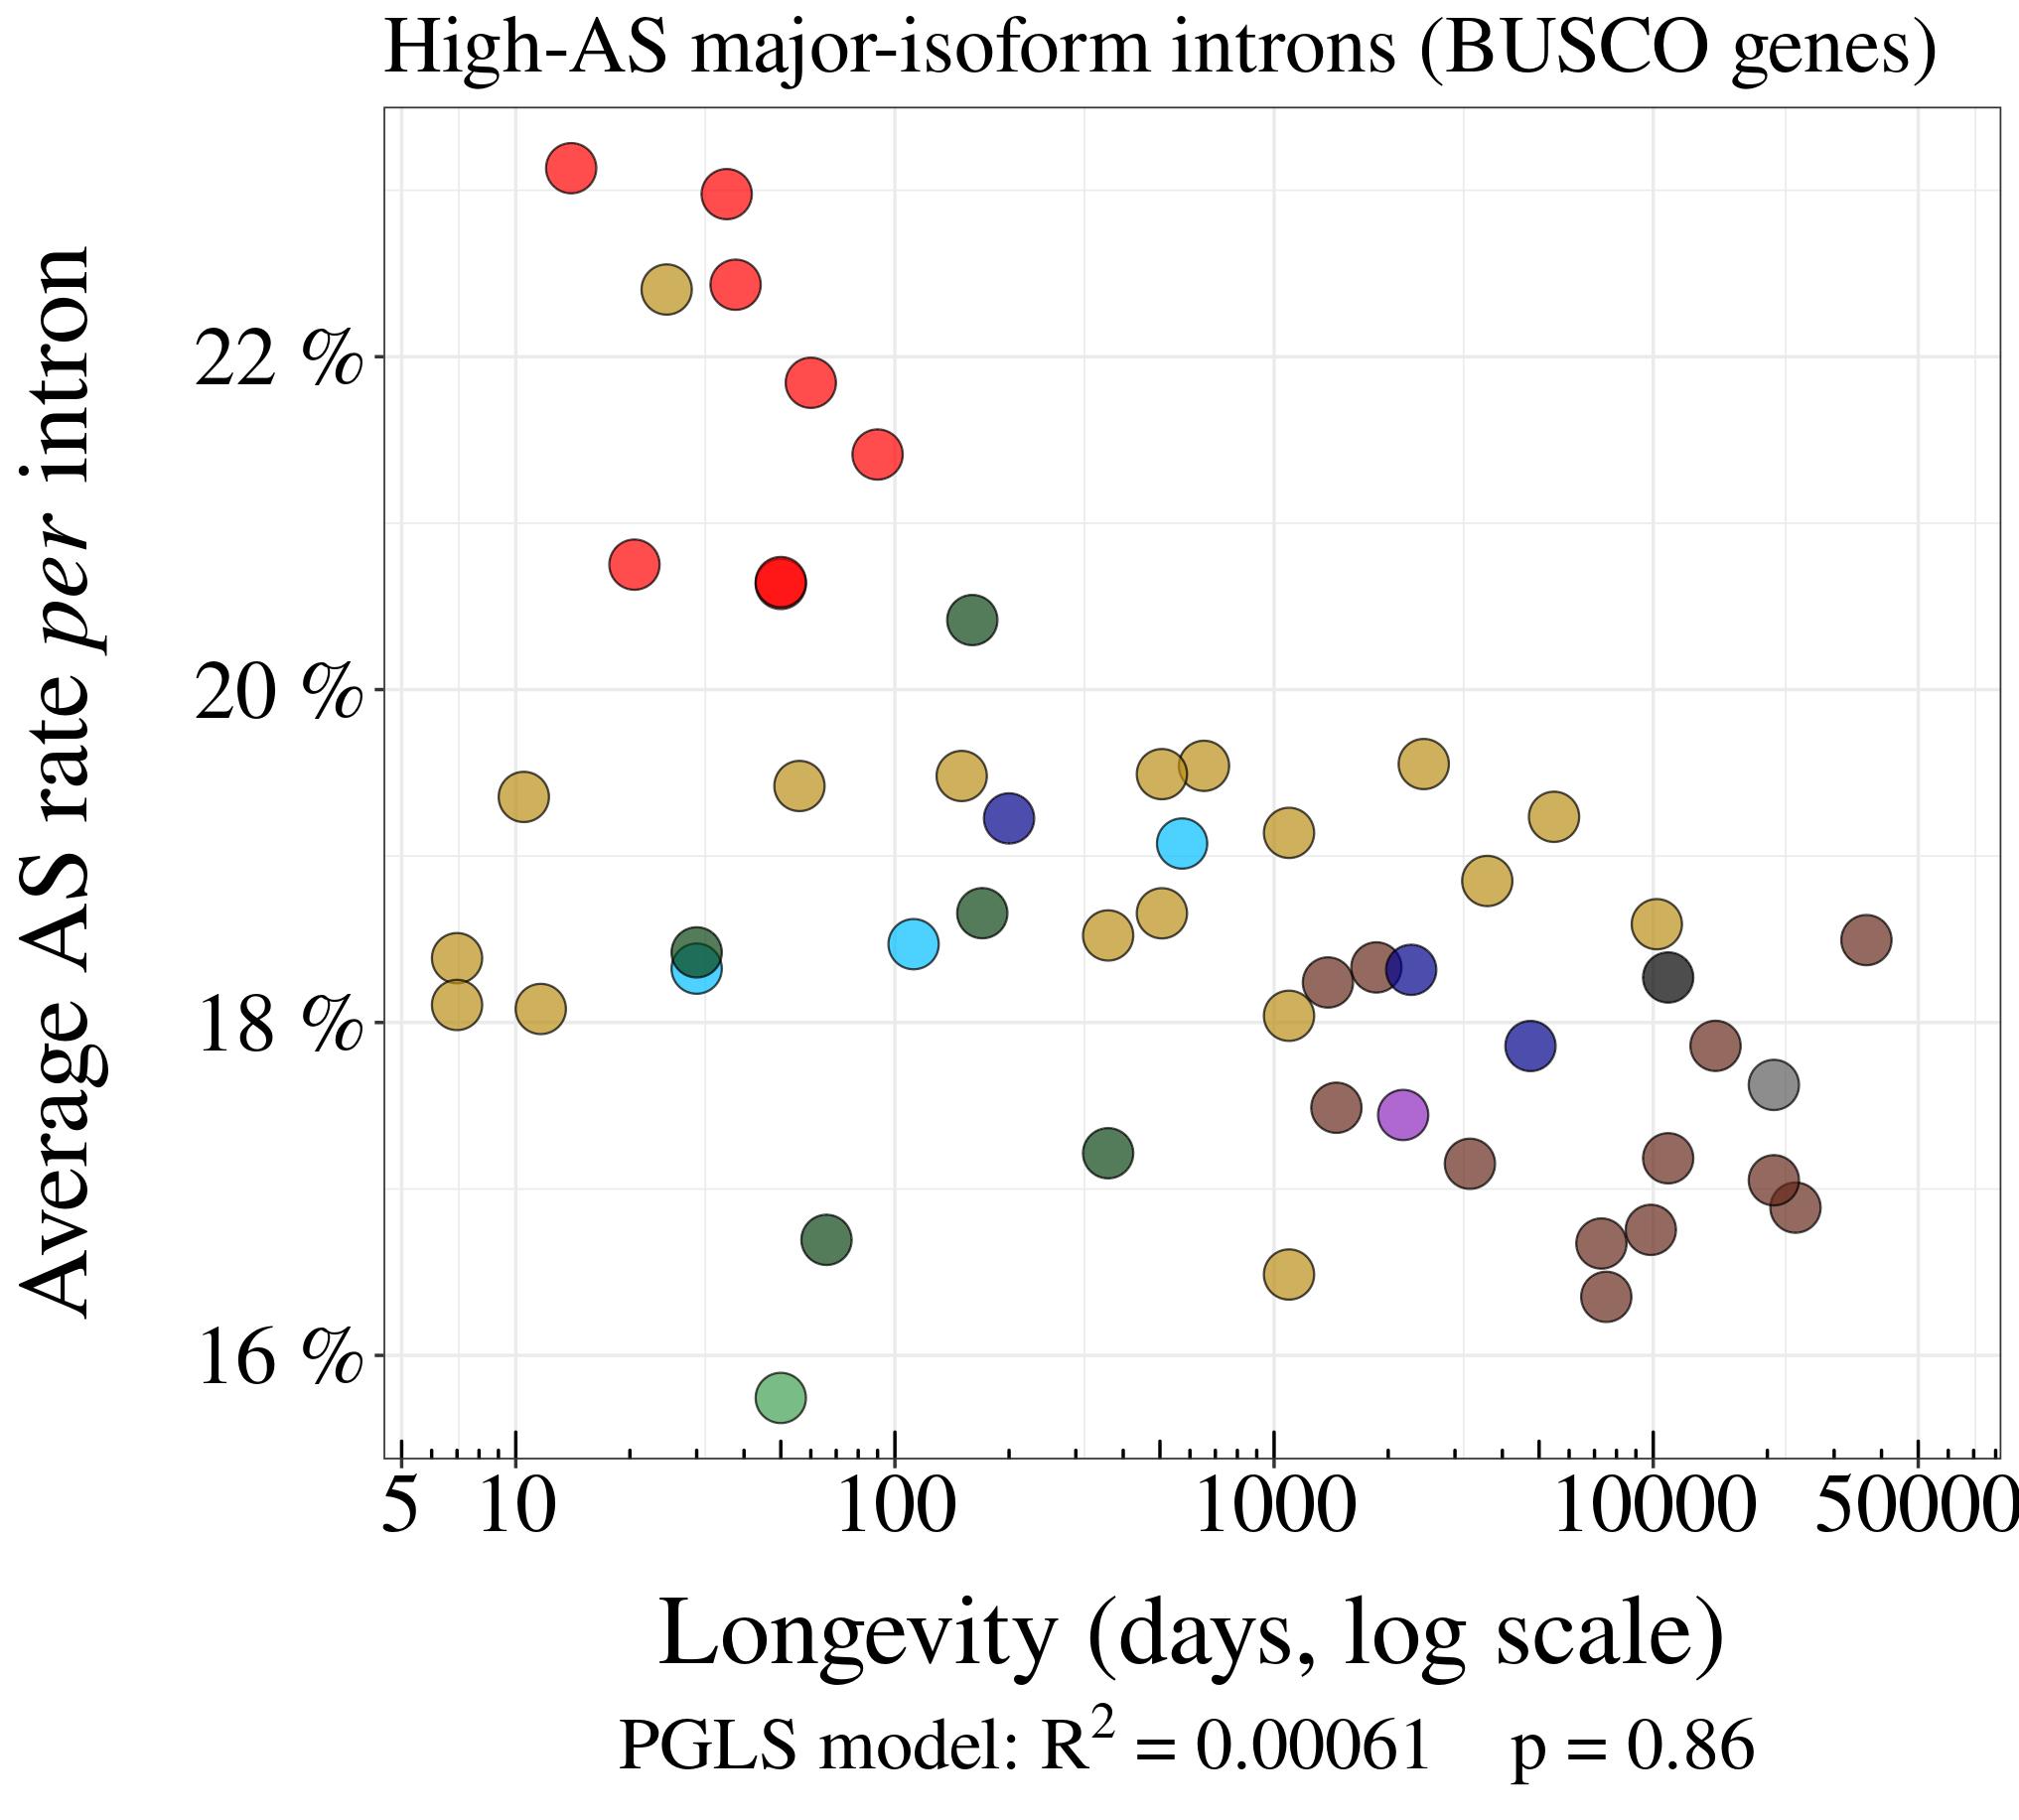 High-AS major-isoform introns (BUSCO genes)
Average AS rate per intron
22 %
20 %
18 %
16 %
5 10 100 1000 10000 50000
Longevity (days, log scale)
PGLS model: R² = 0.00061 p = 0.86